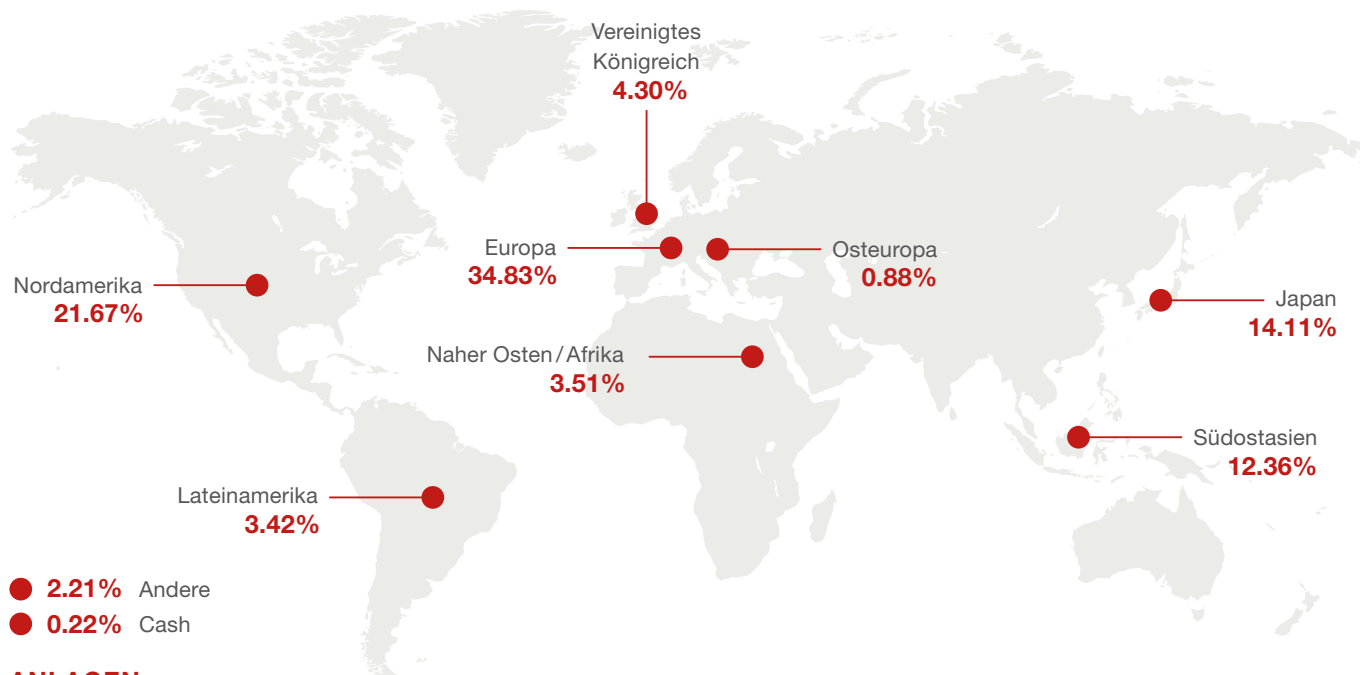 Vereinigtes
Königreich
4.30%
Europa
34.83%
Osteuropa
0.88%
Nordamerika
21.67%
Japan
14.11%
Naher Osten / Afrika
3.51%
Südostasien
12.36%
Lateinamerika
3.42%
2.21% Andere
0.22% Cash
ANLAGEN